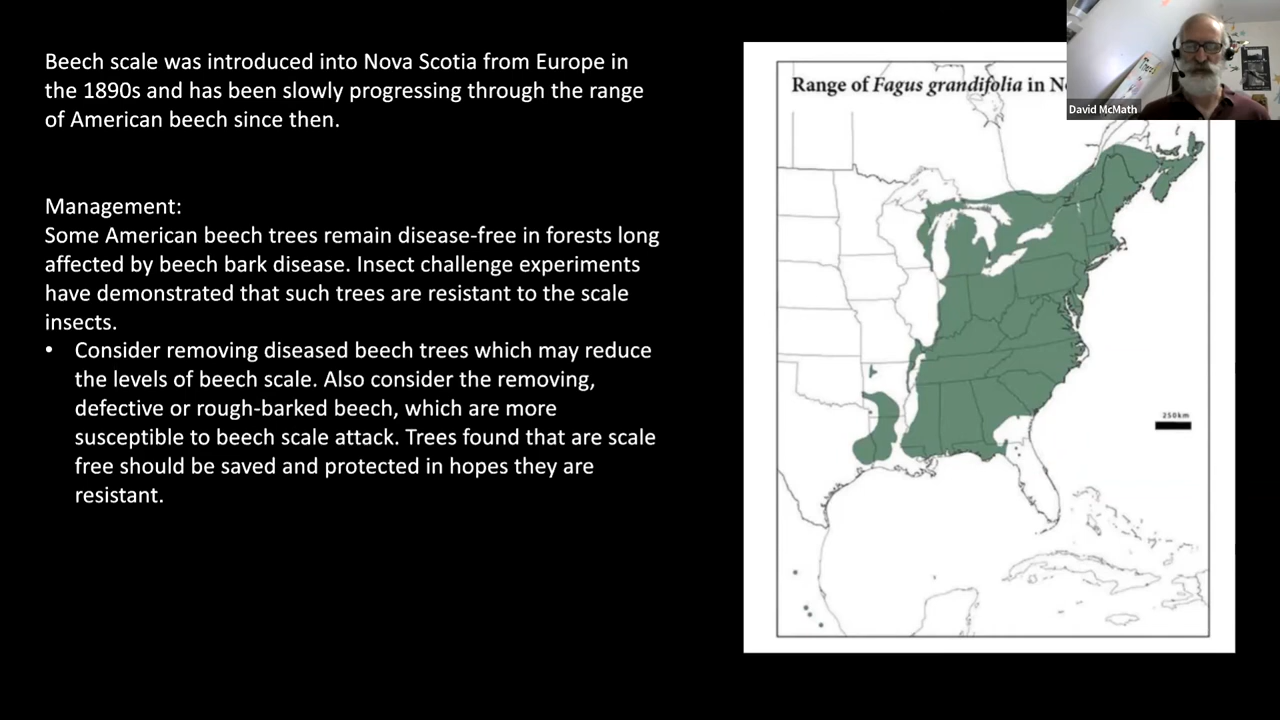 Beech scale was introduced into Nova Scotia from Europe in
the 1890s and has been slowly progressing through the range
of American beech since then.
Management:
Some American beech trees remain disease-free in forests long
affected by beech bark disease. Insect challenge experiments
have demonstrated that such trees are resistant to the scale
insects.
• Consider removing diseased beech trees which may reduce
the levels of beech scale. Also consider the removing,
defective or rough-barked beech, which are more
susceptible to beech scale attack. Trees found that are scale
free should be saved and protected in hopes they are
resistant.
Range of Fagus grandifolia in
David McMath
250km